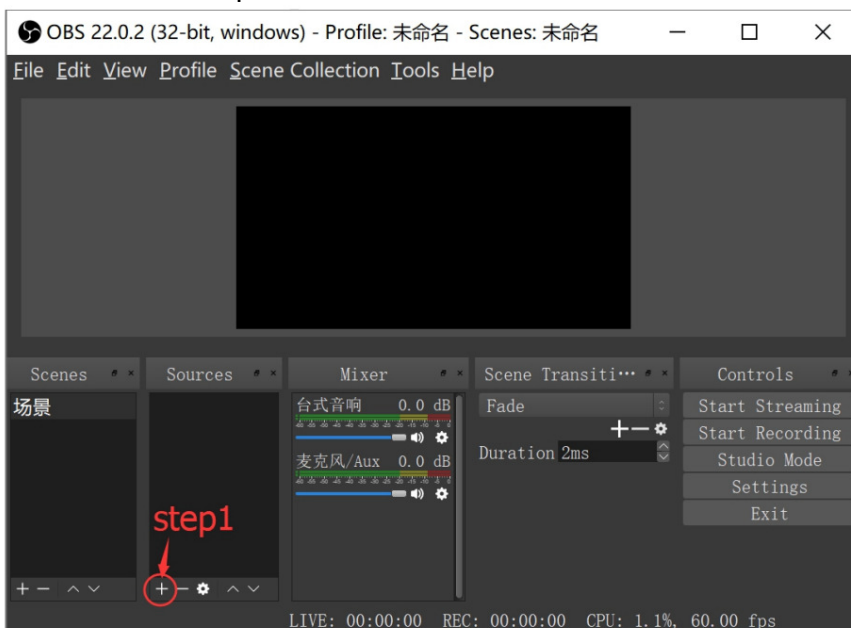 OBS 22.0.2 (32-bit, windows) - Profile: 未命名 - Scenes: 未命名
File Edit View Profile Scene Collection Tools Help
Scenes
Sources
Mixer
Scene Transiti···
Controls
场景
台式音响 0.0 dB
麦克风/Aux 0.0 dB
Fade
Duration 2ms
Start Streaming
Start Recording
Studio Mode
Settings
Exit
step1
LIVE: 00:00:00 REC: 00:00:00 CPU: 1.1%, 60.00 fps